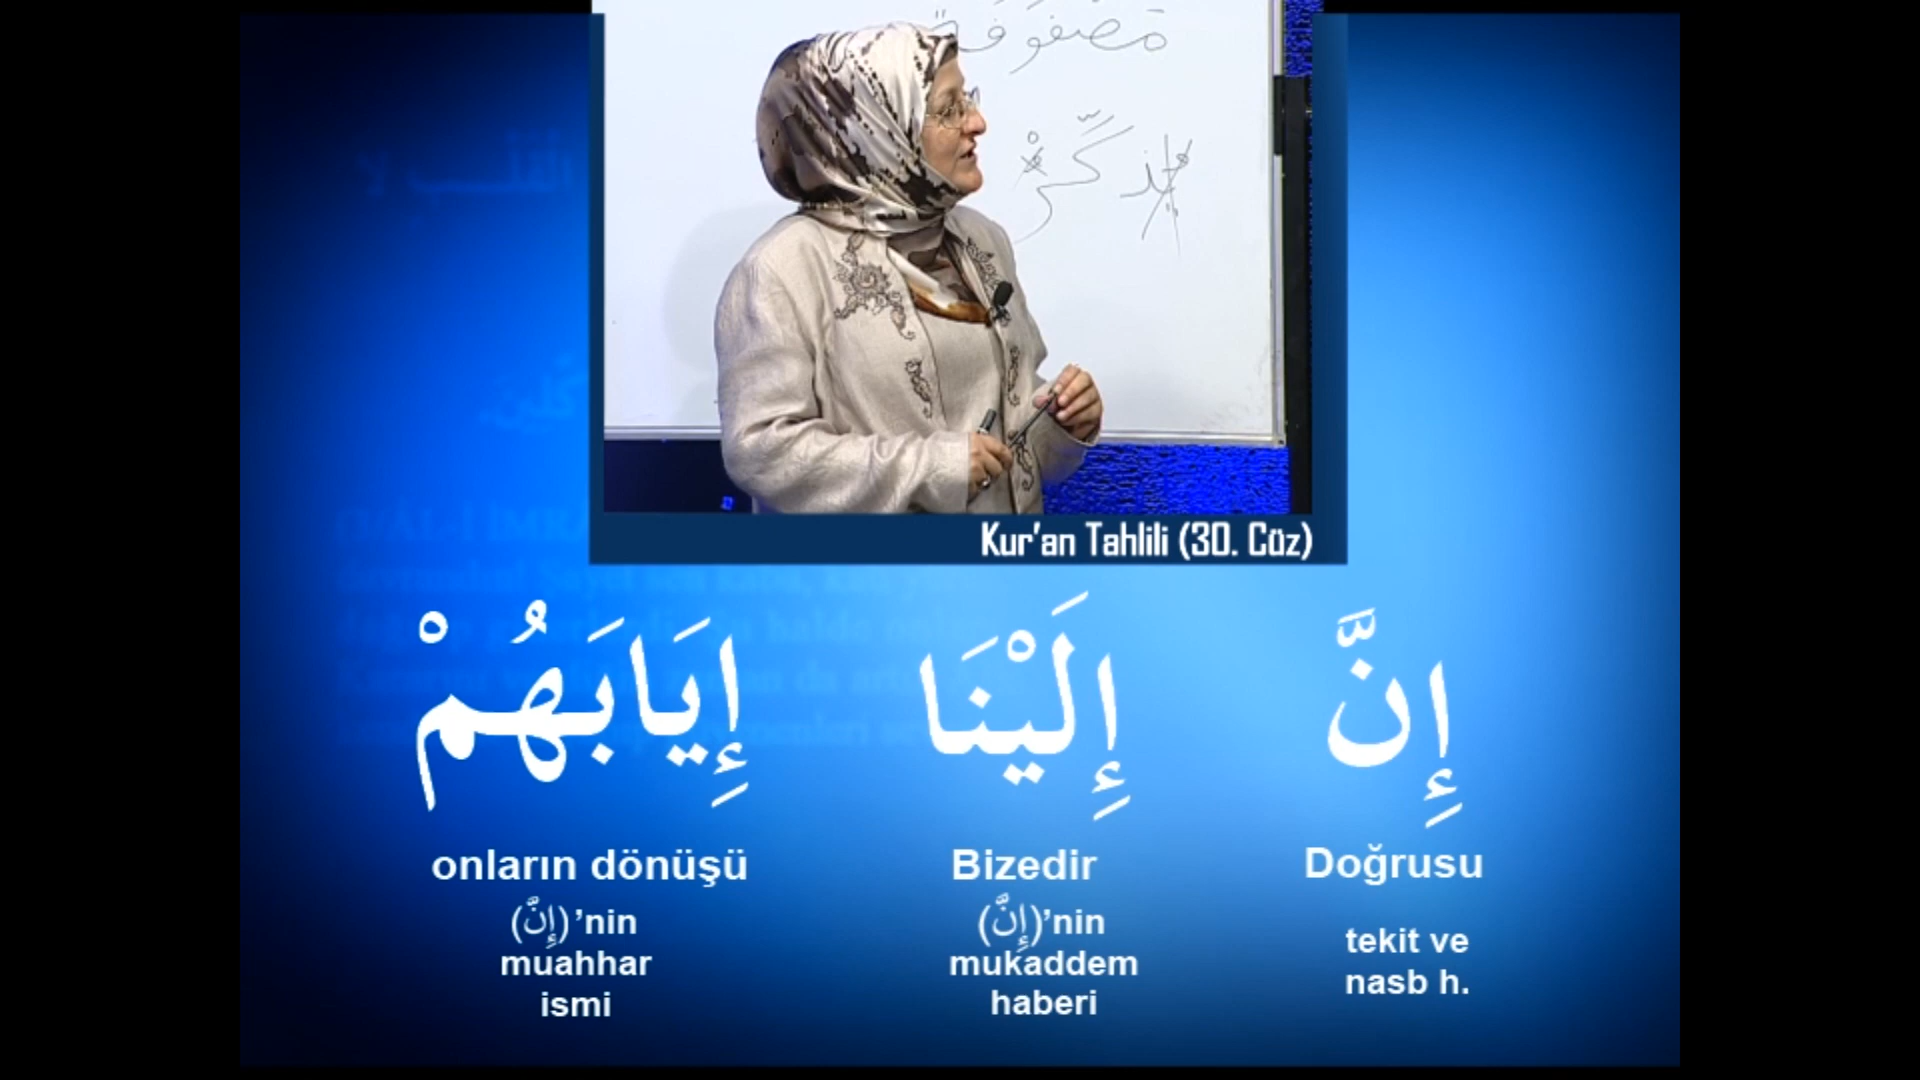 مَصْفُوفَة
Kur'an Tahlili (30. Cüz)
إِنَّ إِلَيْنَا إِيَابَهُمْ
Doğrusu
tekit ve
nasb h.
Bizedir
(إِنَّ)'nin
mukaddem
haberi
onların dönüşü
(إِنَّ) 'nin
muahhar
ismi